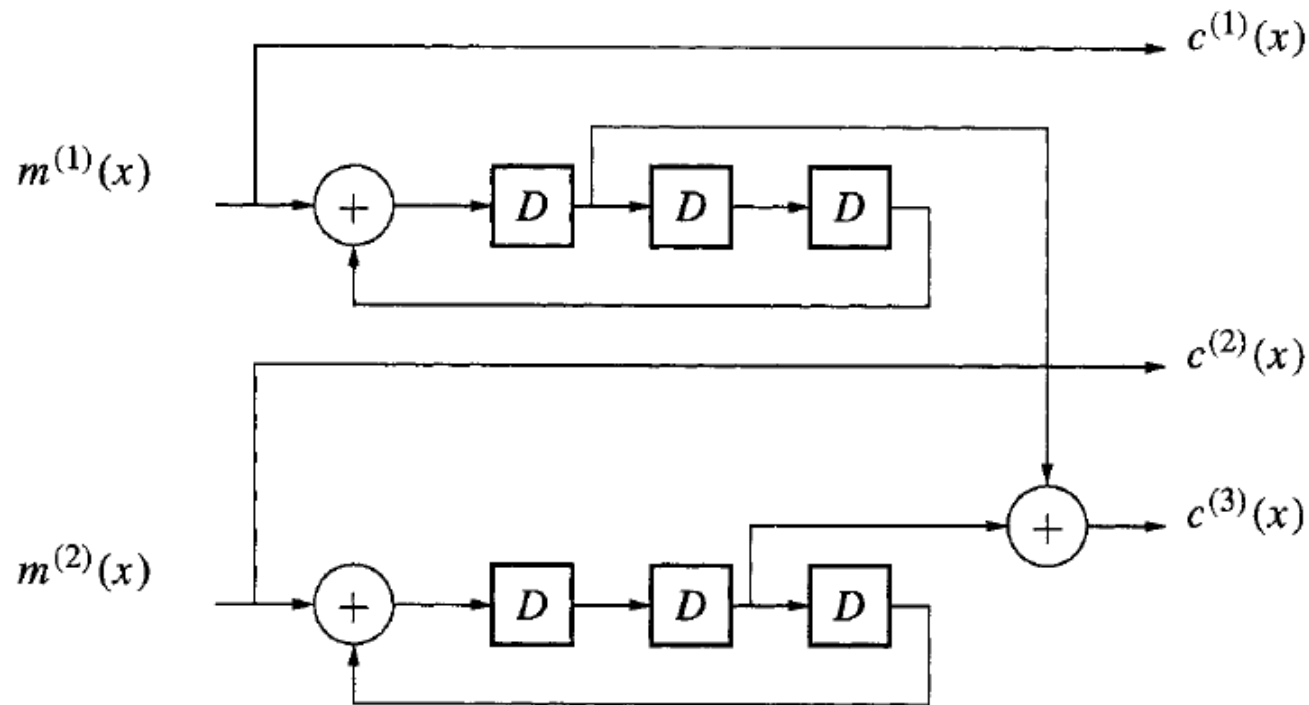 c^{(1)}(x)
m^{(1)}(x)
+ D D D
c^{(2)}(x)
+ c^{(3)}(x)
m^{(2)}(x)
+ D D D